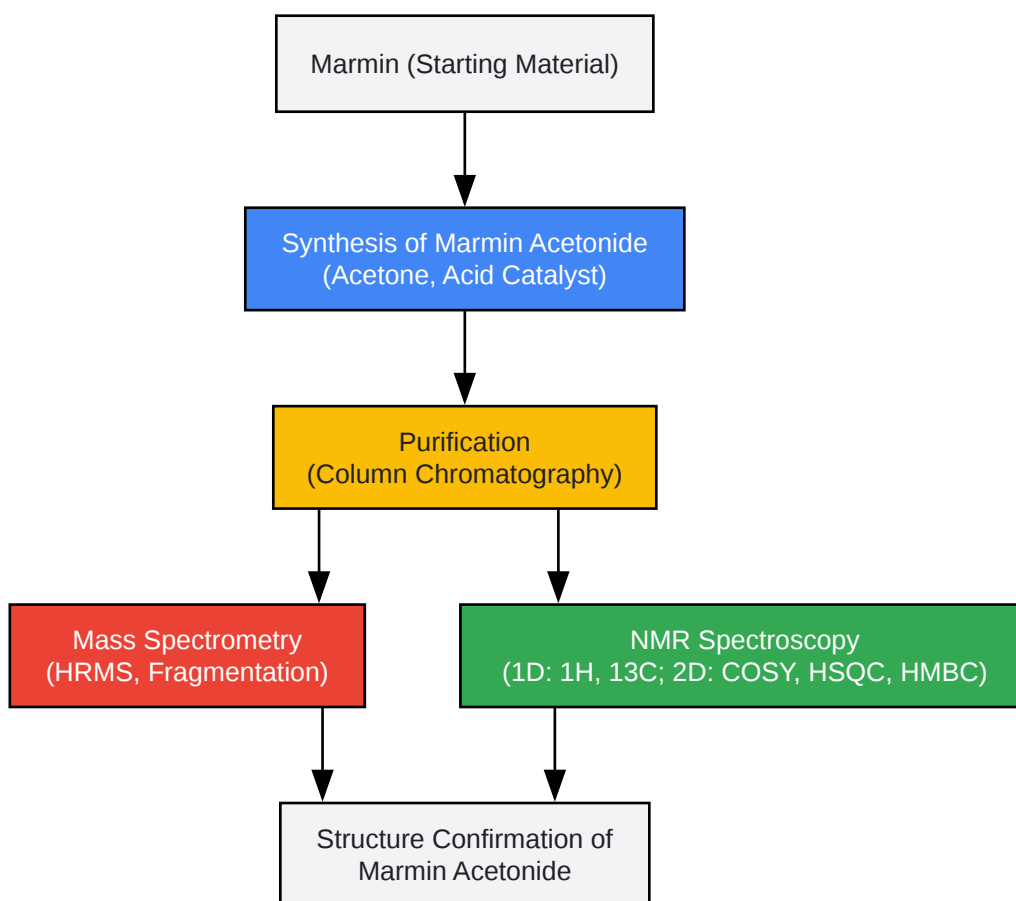 Marmin (Starting Material)
Synthesis of Marmin Acetonide
(Acetone, Acid Catalyst)
Purification
(Column Chromatography)
Mass Spectrometry
(HRMS, Fragmentation)
NMR Spectroscopy
(1D: 1H, 13C; 2D: COSY, HSQC, HMBC)
Structure Confirmation of
Marmin Acetonide